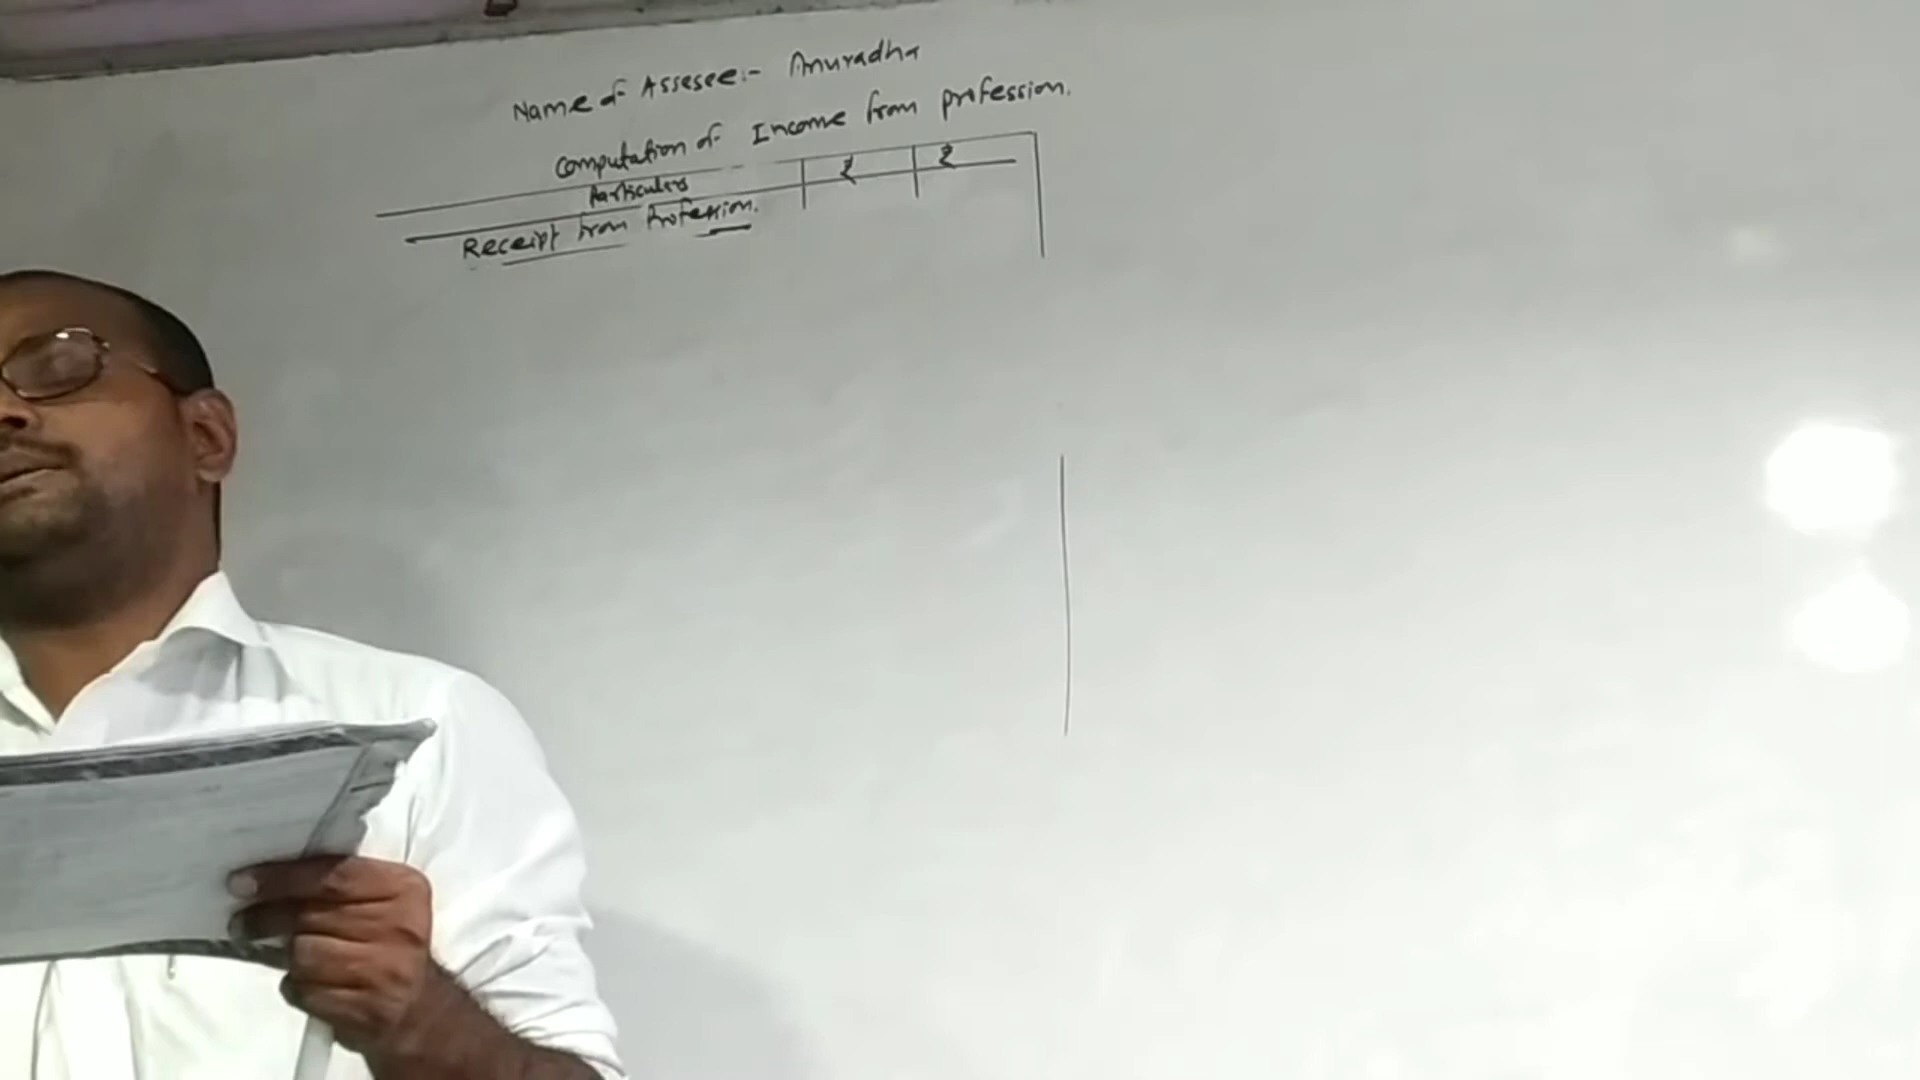 Name of Assesee:- Anuradha
Computation of Income from profession.
Particulars ₹ ₹
Receipt from Profession.